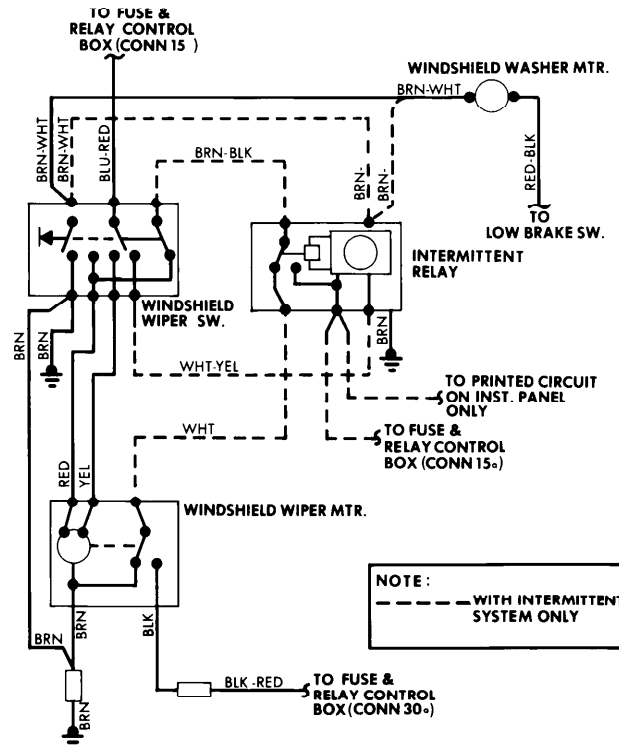 TO FUSE &
RELAY CONTROL
BOX (CONN 15 )
WINDSHIELD WASHER MTR.
BRN-WHT
BRN-WHT
BRN-WHT
BLU-RED
BRN-BLK
BRN-
BRN-
RED-BLK
TO
LOW BRAKE SW.
INTERMITTENT
RELAY
WINDSHIELD
WIPER SW.
BRN
BRN
BRN
WHT-YEL
TO PRINTED CIRCUIT
ON INST. PANEL
ONLY
WHT
TO FUSE &
RELAY CONTROL
BOX (CONN 15a)
RED
YEL
WINDSHIELD WIPER MTR.
NOTE:
WITH INTERMITTENT
SYSTEM ONLY
BRN
BRN
BLK
BLK-RED
TO FUSE &
RELAY CONTROL
BOX (CONN 30a)
BRN